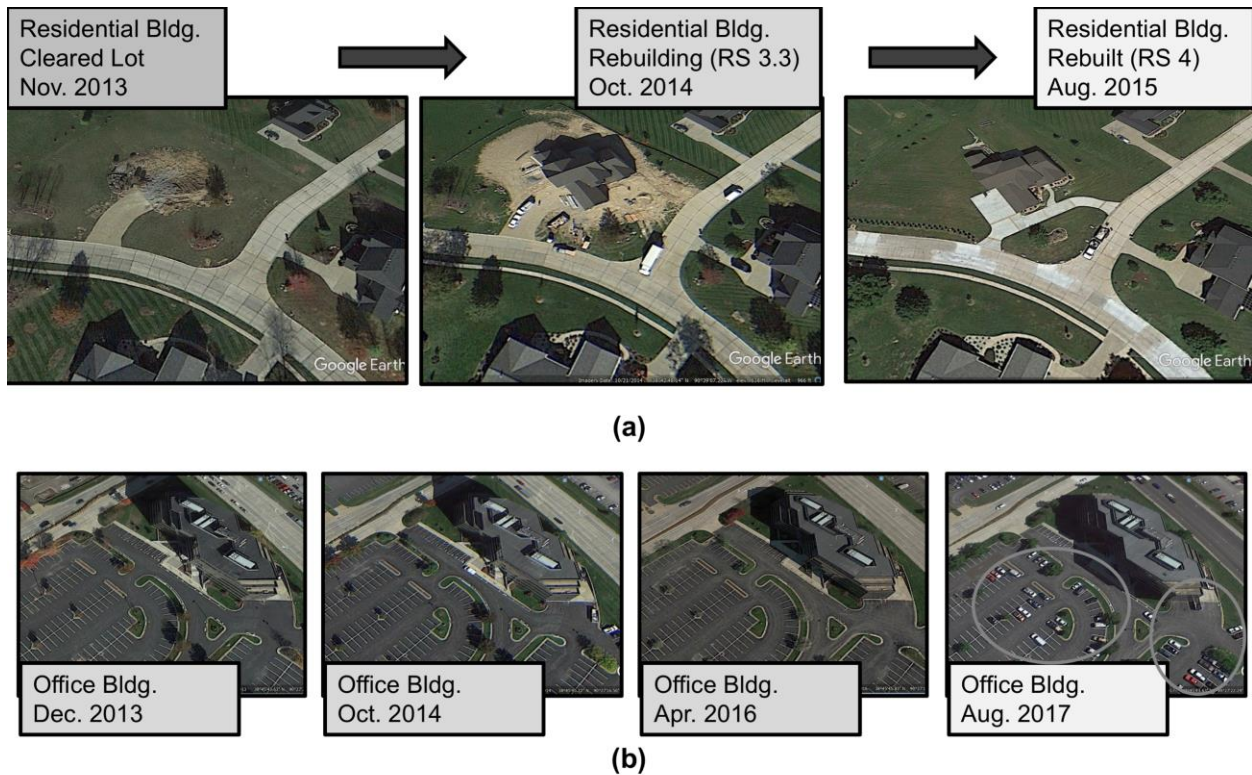 Residential Bldg.
Cleared Lot
Nov. 2013
Residential Bldg.
Rebuilding (RS 3.3)
Oct. 2014
Residential Bldg.
Rebuilt (RS 4)
Aug. 2015
Google Earth
Google Earth
Google Earth
(a)
Office Bldg.
Dec. 2013
Office Bldg.
Oct. 2014
Office Bldg.
Apr. 2016
Office Bldg.
Aug. 2017
(b)